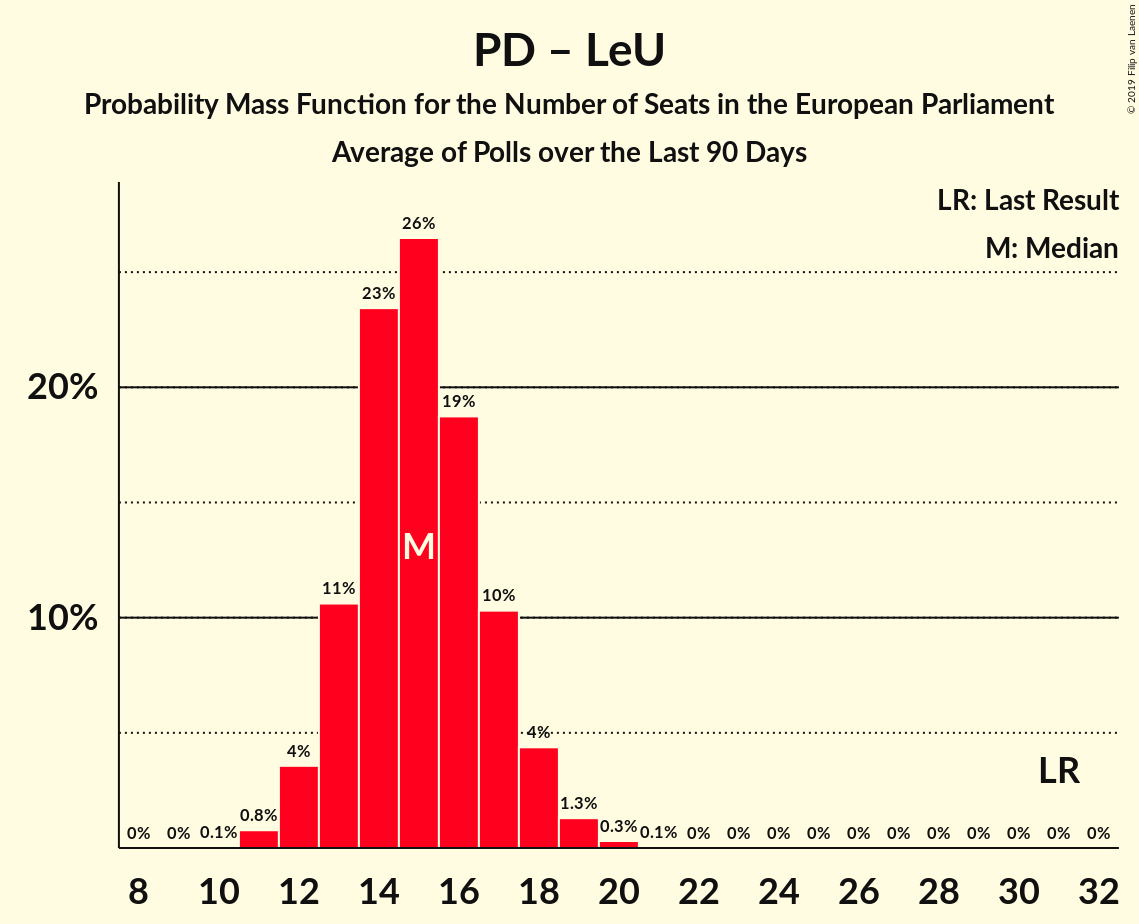 PD – LeU
Probability Mass Function for the Number of Seats in the European Parliament
Average of Polls over the Last 90 Days
© 2019 Filip van Laenen
LR: Last Result
M: Median
20%
10%
0% 0% 0.1% 0.8% 4% 11% 23% 26% 19% 10% 4% 1.3% 0.3% 0.1% 0% 0% 0% 0% 0% 0% 0% 0% 0% 0% 0%
M
LR
8 10 12 14 16 18 20 22 24 26 28 30 32